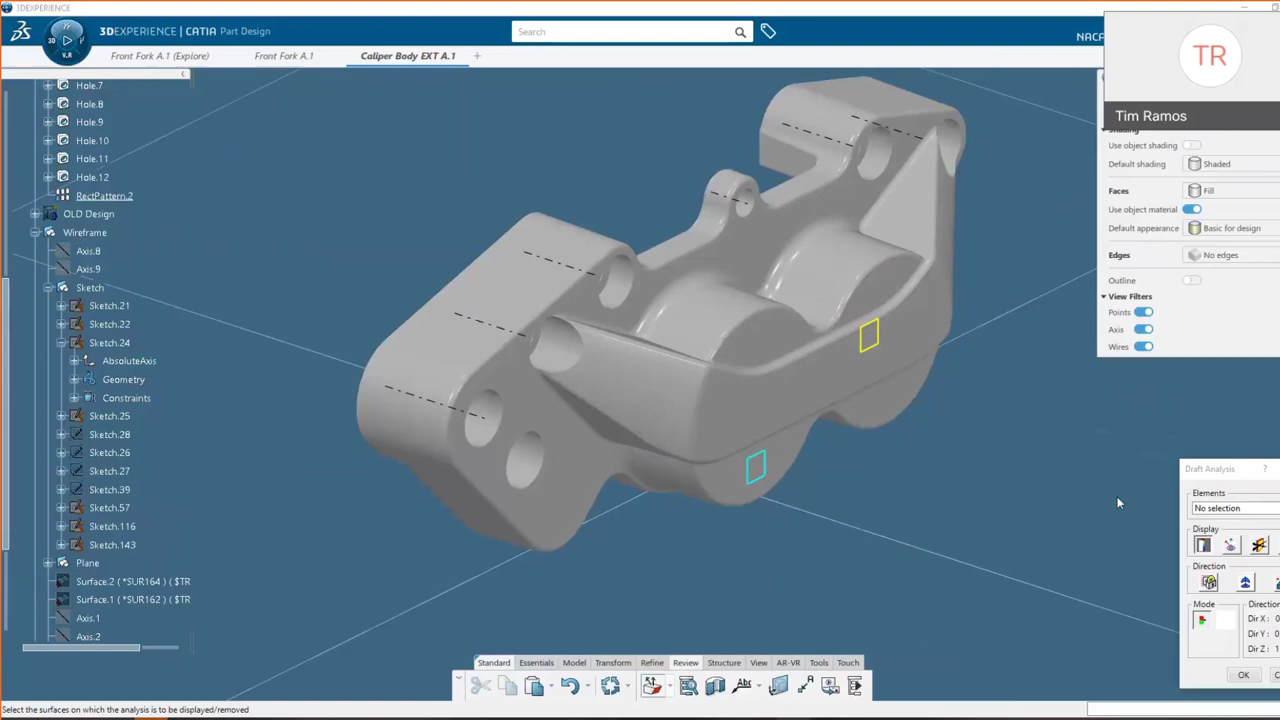 3DEXPERIENCE
3DEXPERIENCE | CATIA Part Design
Search
NACA
3D
V.R
Front Fork A.1 (Explore)
Front Fork A.1
Caliper Body EXT A.1
TR
Tim Ramos
Hole.7
Hole.8
Hole.9
Hole.10
Hole.11
Hole.12
RectPattern.2
OLD Design
Wireframe
Axis.8
Axis.9
Sketch
Sketch.21
Sketch.22
Sketch.24
AbsoluteAxis
Geometry
Constraints
Sketch.25
Sketch.28
Sketch.26
Sketch.27
Sketch.39
Sketch.57
Sketch.116
Sketch.143
Plane
Surface.2 ( *SUR164 ) ( $TR
Surface.1 ( *SUR162 ) ( $TR
Axis.1
Axis.2
Shading
Use object shading
Default shading Shaded
Faces Fill
Use object material
Default appearance Basic for design
Edges No edges
Outline
View Filters
Points
Axis
Wires
Draft Analysis ?
Elements
No selection
Display
Direction
Mode
Direction
Dir X : 0
Dir Y : 0
Dir Z : 1
OK
Standard Essentials Model Transform Refine Review Structure View AR-VR Tools Touch
Abc
Select the surfaces on which the analysis is to be displayed/removed